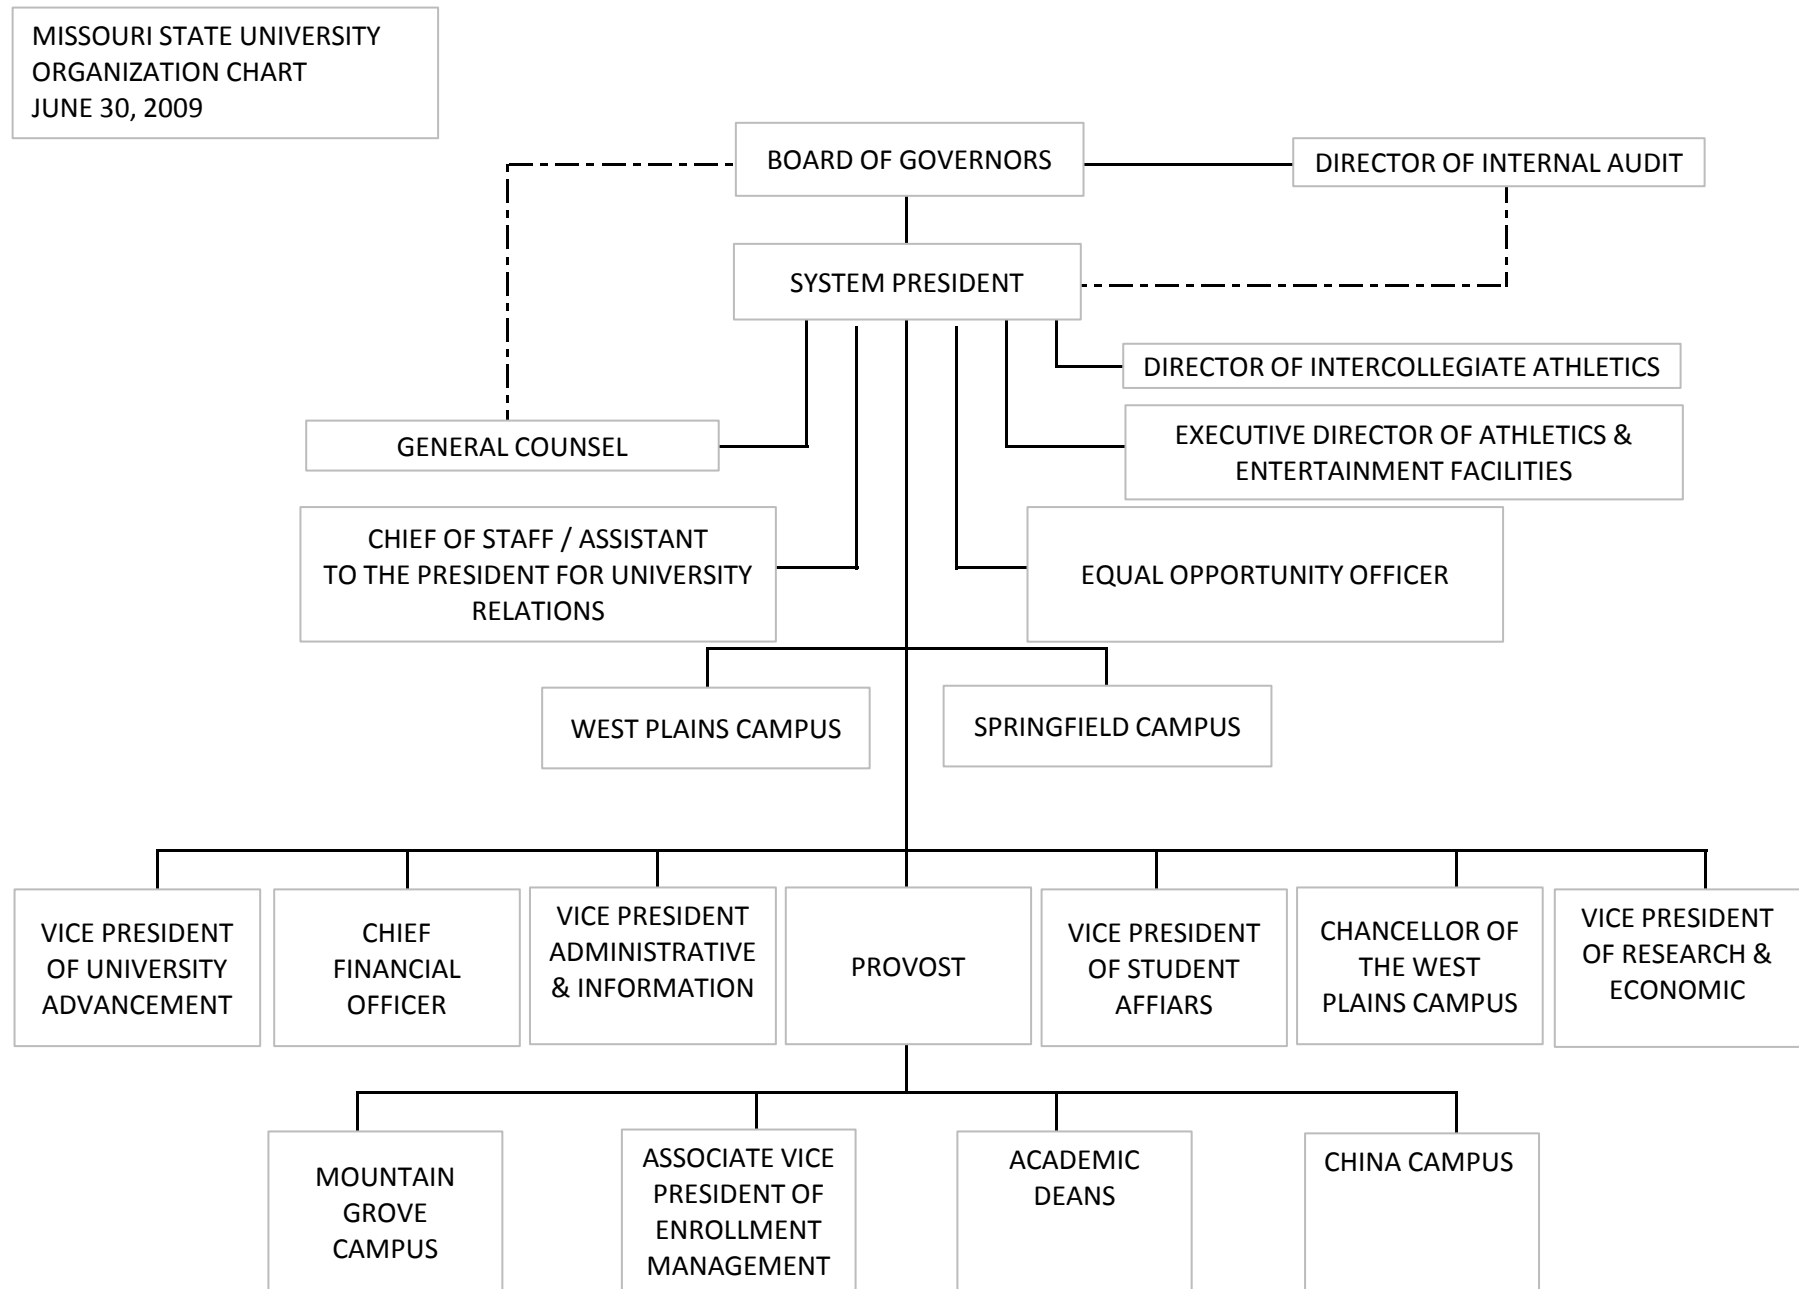 MISSOURI STATE UNIVERSITY
ORGANIZATION CHART
JUNE 30, 2009
BOARD OF GOVERNORS
DIRECTOR OF INTERNAL AUDIT
SYSTEM PRESIDENT
DIRECTOR OF INTERCOLLEGIATE ATHLETICS
GENERAL COUNSEL
EXECUTIVE DIRECTOR OF ATHLETICS &
ENTERTAINMENT FACILITIES
CHIEF OF STAFF / ASSISTANT
TO THE PRESIDENT FOR UNIVERSITY
RELATIONS
EQUAL OPPORTUNITY OFFICER
WEST PLAINS CAMPUS
SPRINGFIELD CAMPUS
VICE PRESIDENT
OF UNIVERSITY
ADVANCEMENT
CHIEF
FINANCIAL
OFFICER
VICE PRESIDENT
ADMINISTRATIVE
& INFORMATION
PROVOST
VICE PRESIDENT
OF STUDENT
AFFIARS
CHANCELLOR OF
THE WEST
PLAINS CAMPUS
VICE PRESIDENT
OF RESEARCH &
ECONOMIC
MOUNTAIN
GROVE
CAMPUS
ASSOCIATE VICE
PRESIDENT OF
ENROLLMENT
MANAGEMENT
ACADEMIC
DEANS
CHINA CAMPUS